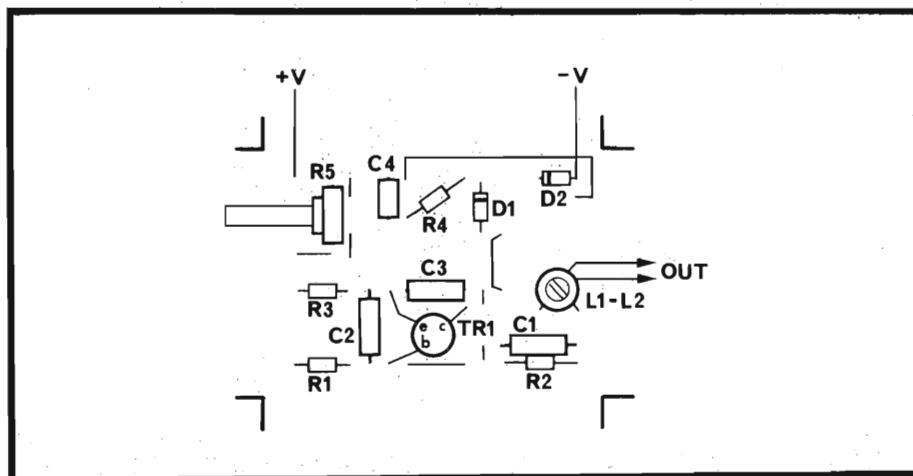 +V
-V
C4
R5
D2
R4
D1
C3
OUT
L1-L2
R3
C2
e c
b
TR1
C1
R1
R2